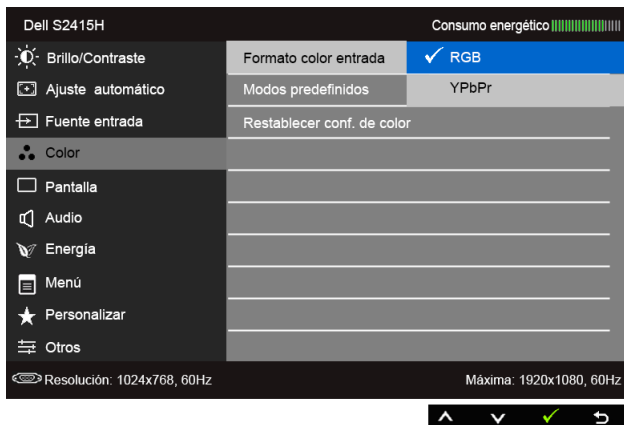 Dell S2415H Consumo energético
Brillo/Contraste Formato color entrada RGB
Ajuste automático Modos predefinidos YPbPr
Fuente entrada Restablecer conf. de color
Color
Pantalla
Audio
Energía
Menú
Personalizar
Otros
Resolución: 1024x768, 60Hz Máxima: 1920x1080, 60Hz